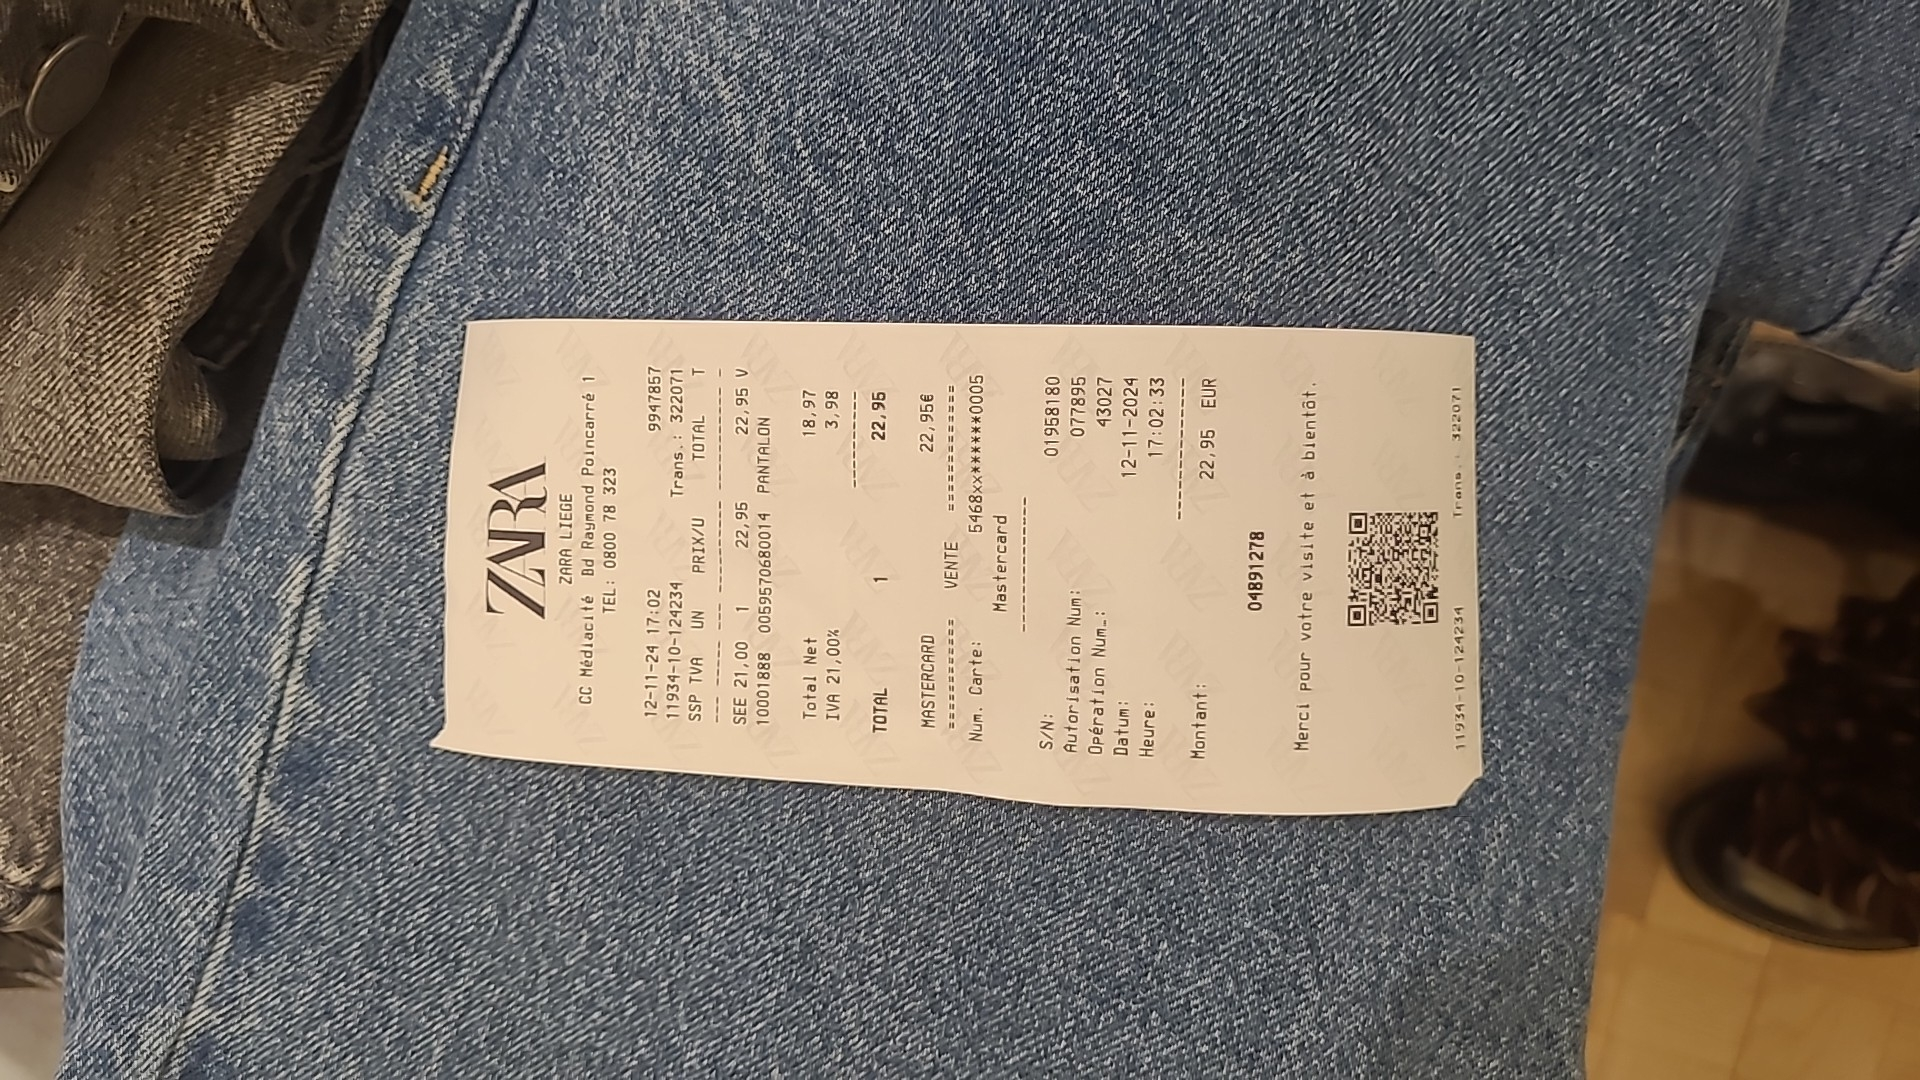 ZARA
ZARA LIEGE
CC Médiacité Bd Raymond Poincarré 1
TEL: 0800 78 323
12-11-24 17:02 9947857
11934-10-124234 Trans.: 322071
SSP TVA UN PRIX/U TOTAL T
--- ----- --- -------- ---------- -
SEE 21,00 1 22,95 22,95 V
10001888 0059570680014 PANTALON
Total Net 18,97
IVA 21,00% 3,98
----------
TOTAL 1 22,95
MASTERCARD 22,95€
=========== VENTE =============
Num. Carte: 5468xx******0005
Mastercard
---------------
S/N: 01958180
Autorisation Num: 077895
Opération Num.: 43027
Datum: 12-11-2024
Heure: 17:02:33
----------------
Montant: 22,95 EUR
04891278
Merci pour votre visite et à bientôt.
11934-10-124234 Trans.: 322071